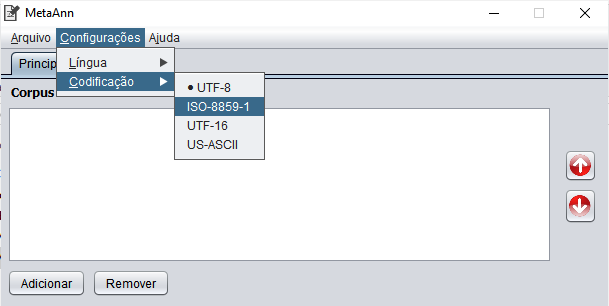 MetaAnn
Arquivo Configurações Ajuda
Língua
Princip
Codificação
• UTF-8
Corpus
ISO-8859-1
UTF-16
US-ASCII
Adicionar Remover